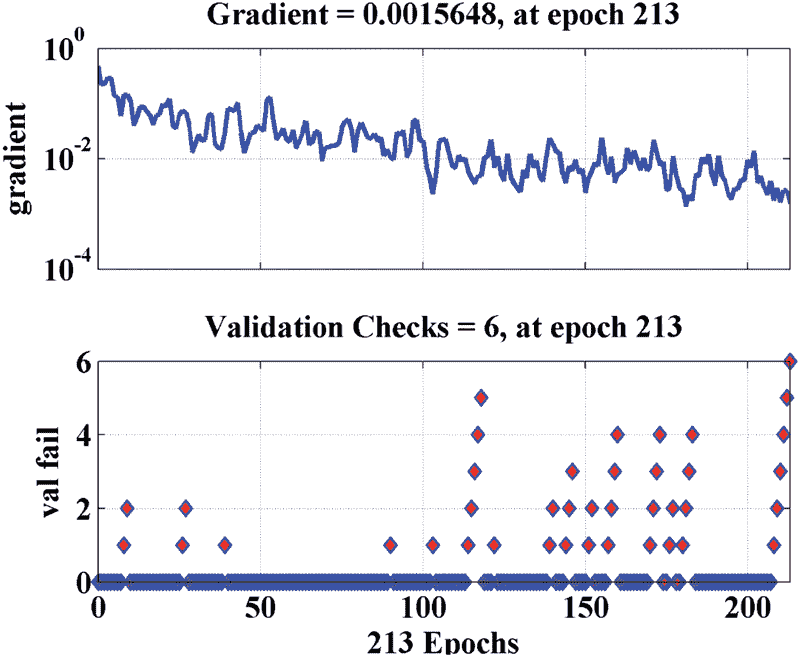 Gradient = 0.0015648, at epoch 213
10^0
10^-2
10^-4
gradient
Validation Checks = 6, at epoch 213
6
4
2
0
val fail
0 50 100 150 200
213 Epochs